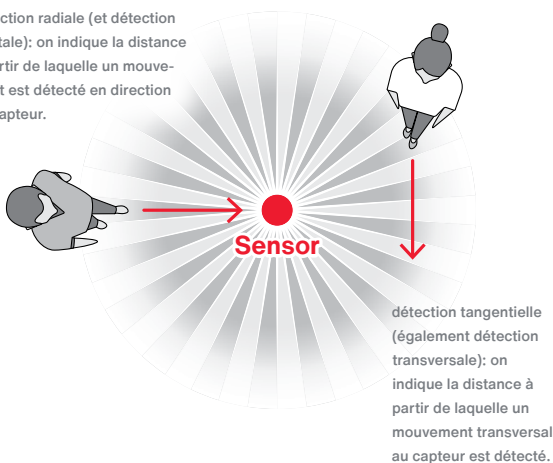 ction radiale (et détection
tale): on indique la distance
rtir de laquelle un mouve-
t est détecté en direction
apteur.
Sensor
détection tangentielle
(également détection
transversale): on
indique la distance à
partir de laquelle un
mouvement transversal
au capteur est détecté.